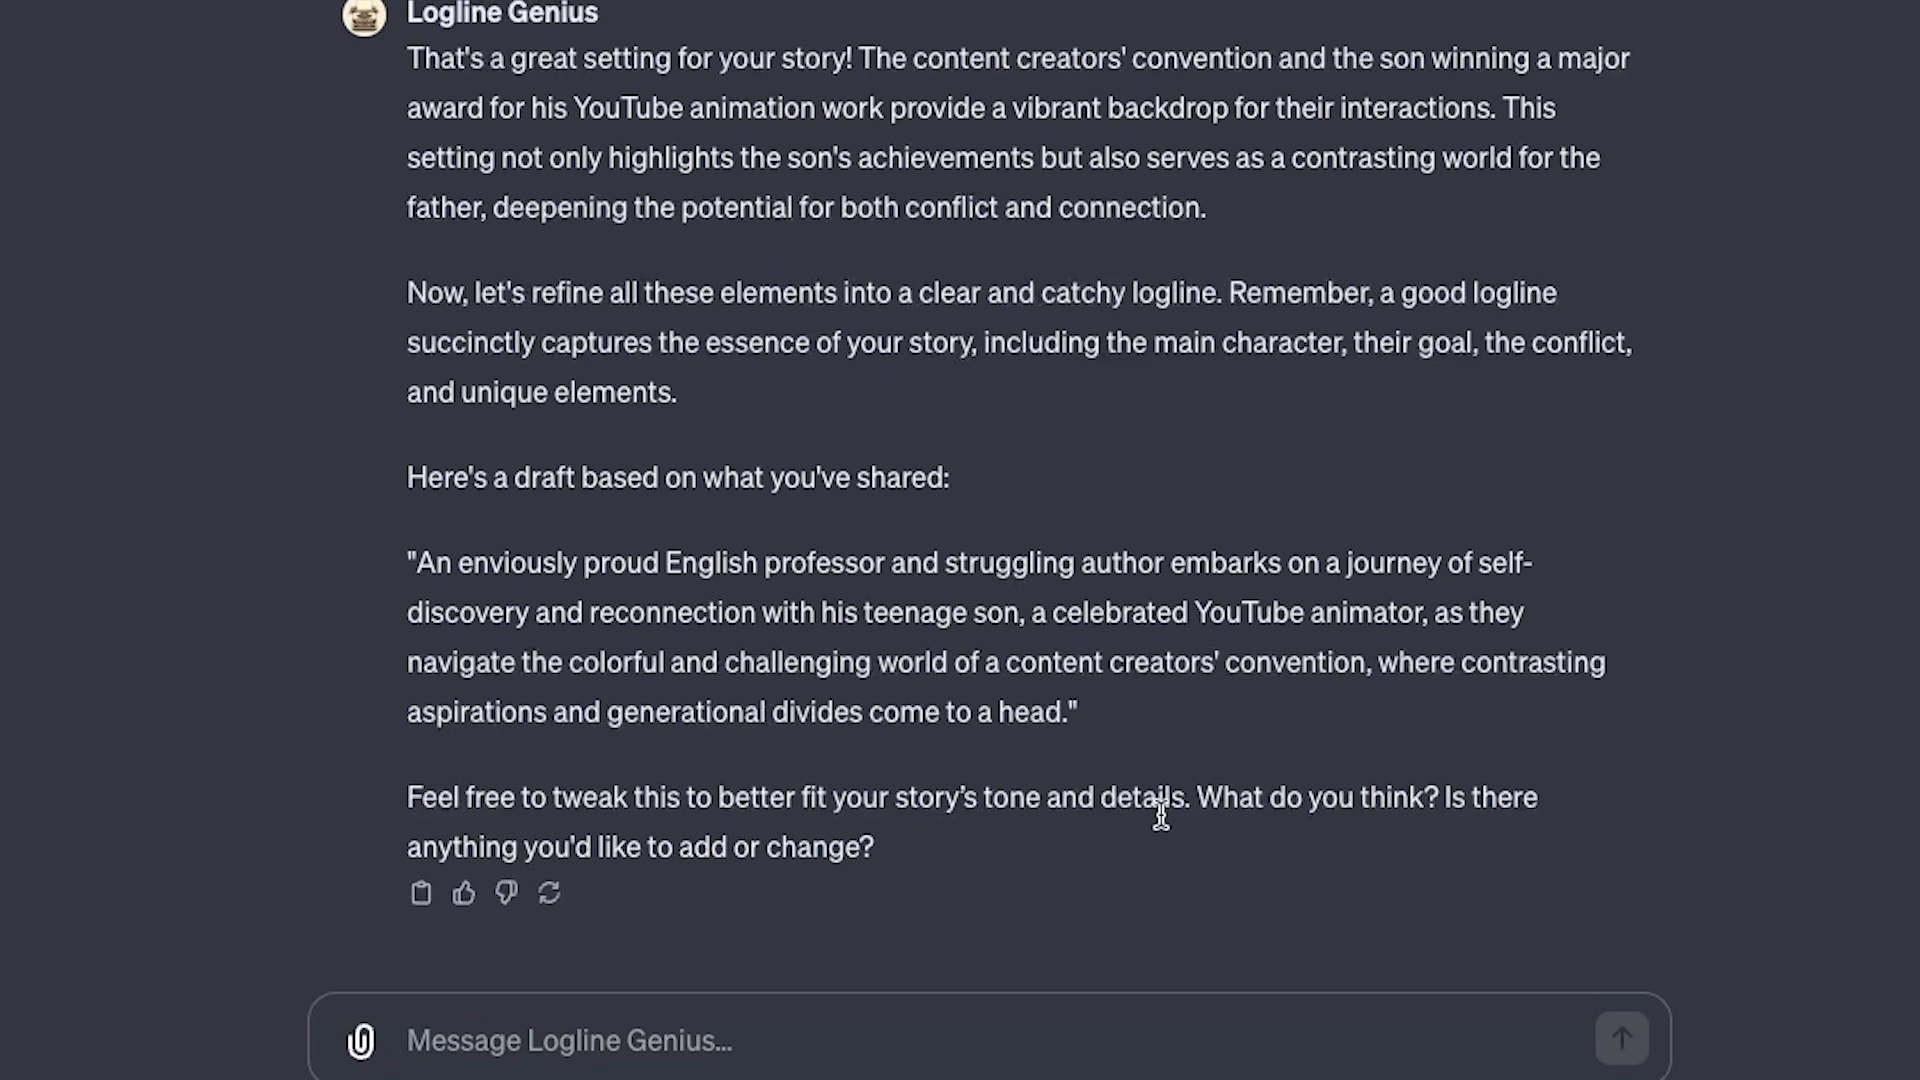 Logline Genius
That's a great setting for your story! The content creators' convention and the son winning a major
award for his YouTube animation work provide a vibrant backdrop for their interactions. This
setting not only highlights the son's achievements but also serves as a contrasting world for the
father, deepening the potential for both conflict and connection.
Now, let's refine all these elements into a clear and catchy logline. Remember, a good logline
succinctly captures the essence of your story, including the main character, their goal, the conflict,
and unique elements.
Here's a draft based on what you've shared:
"An enviously proud English professor and struggling author embarks on a journey of self-
discovery and reconnection with his teenage son, a celebrated YouTube animator, as they
navigate the colorful and challenging world of a content creators' convention, where contrasting
aspirations and generational divides come to a head."
Feel free to tweak this to better fit your story’s tone and details. What do you think? Is there
anything you'd like to add or change?
Message Logline Genius...